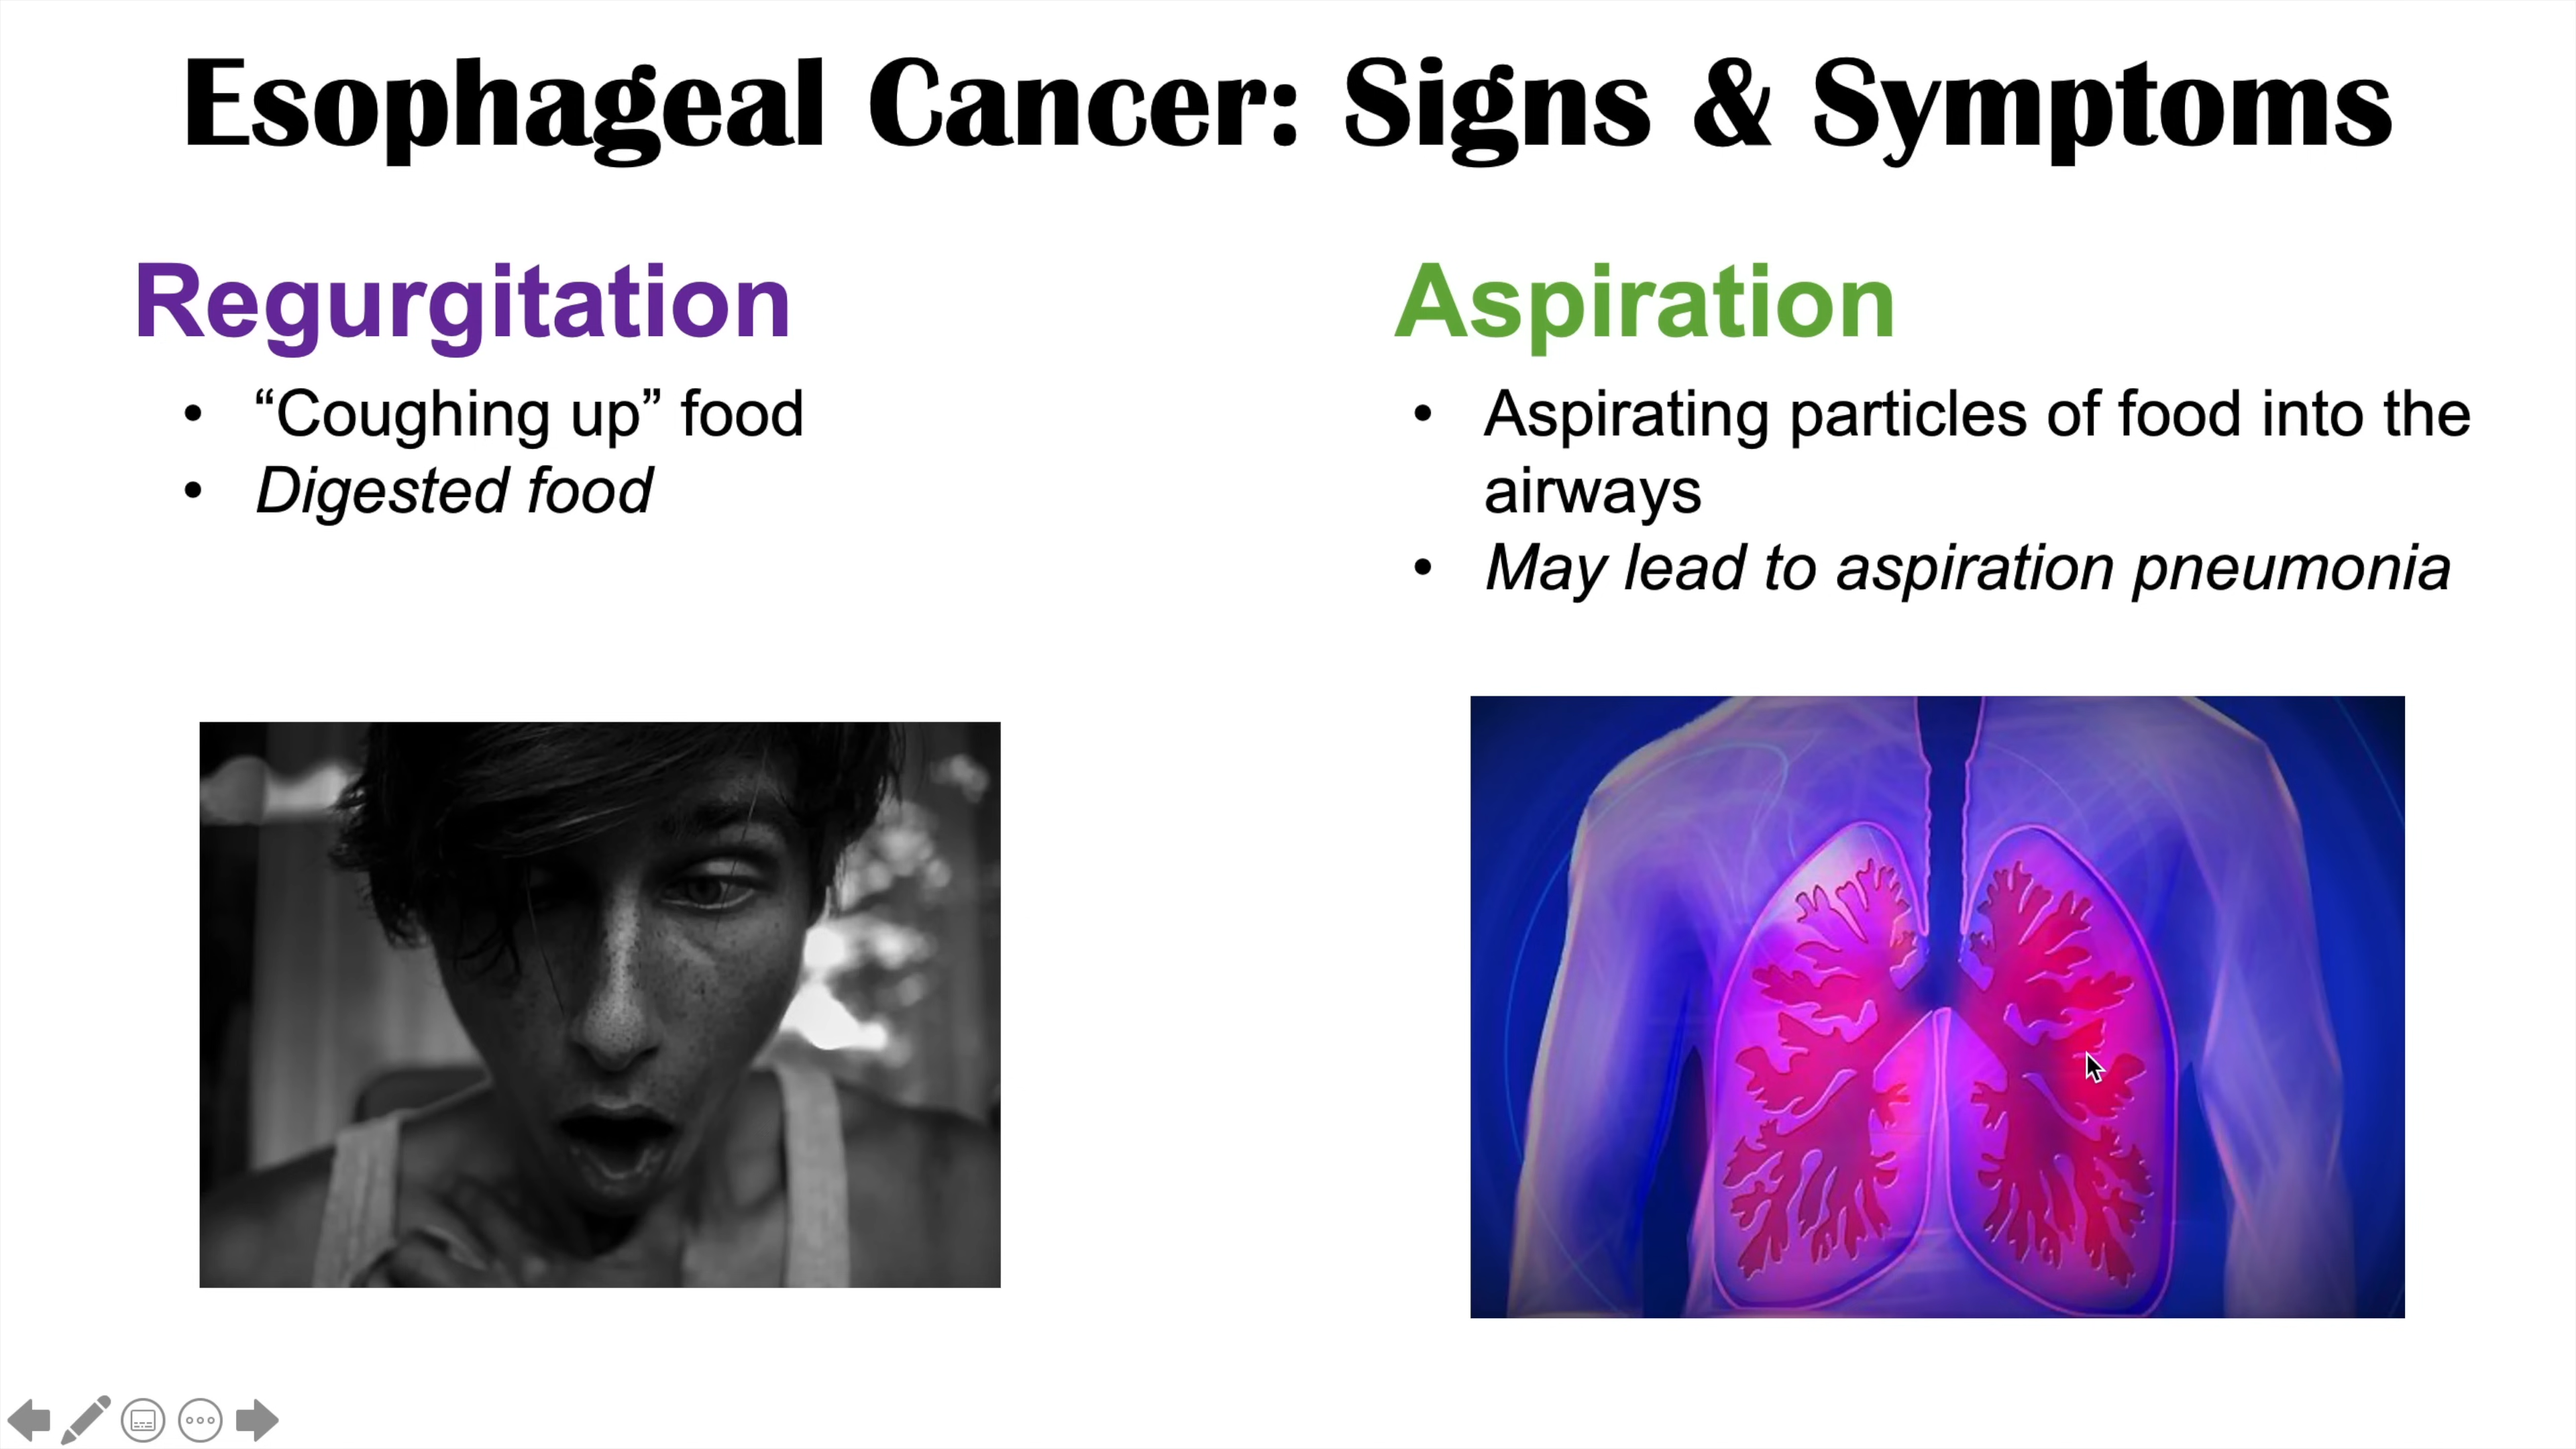 Esophageal Cancer: Signs & Symptoms
Regurgitation
• “Coughing up” food
• Digested food
Aspiration
• Aspirating particles of food into the
airways
• May lead to aspiration pneumonia